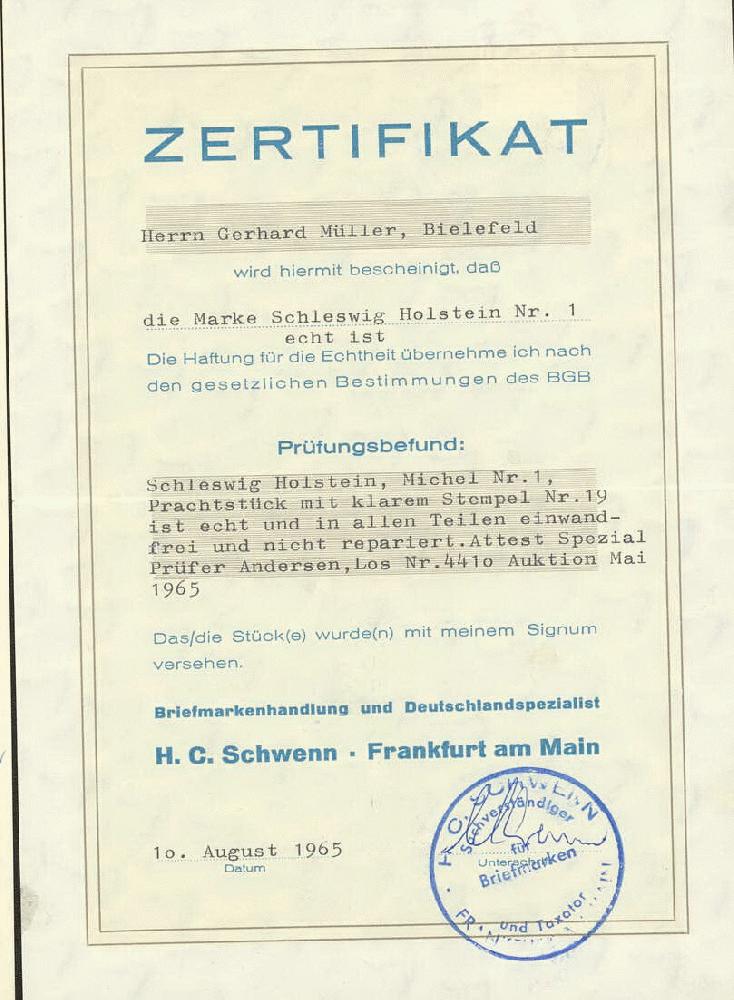 ZERTIFIKAT
Herrn Gerhard Müller, Bielefeld
wird hiermit bescheinigt, daß
die Marke Schleswig Holstein Nr. 1
echt ist
Die Haftung für die Echtheit übernehme ich nach
den gesetzlichen Bestimmungen des BGB
Prüfungsbefund:
Schleswig Holstein, Michel Nr.1,
Prachtstück mit klarem Stempel Nr.19
ist echt und in allen Teilen einwand-
frei und nicht repariert.Attest Spezial
Prüfer Andersen,Los Nr.441o Auktion Mai
1965
Das/die Stück(e) wurde(n) mit meinem Signum
versehen.
Briefmarkenhandlung und Deutschlandspezialist
H. C. Schwenn · Frankfurt am Main
1o. August 1965
Datum
Unterschrift
H. C. SCHWENN
Sachverständiger
für
Briefmarken
und Taxator